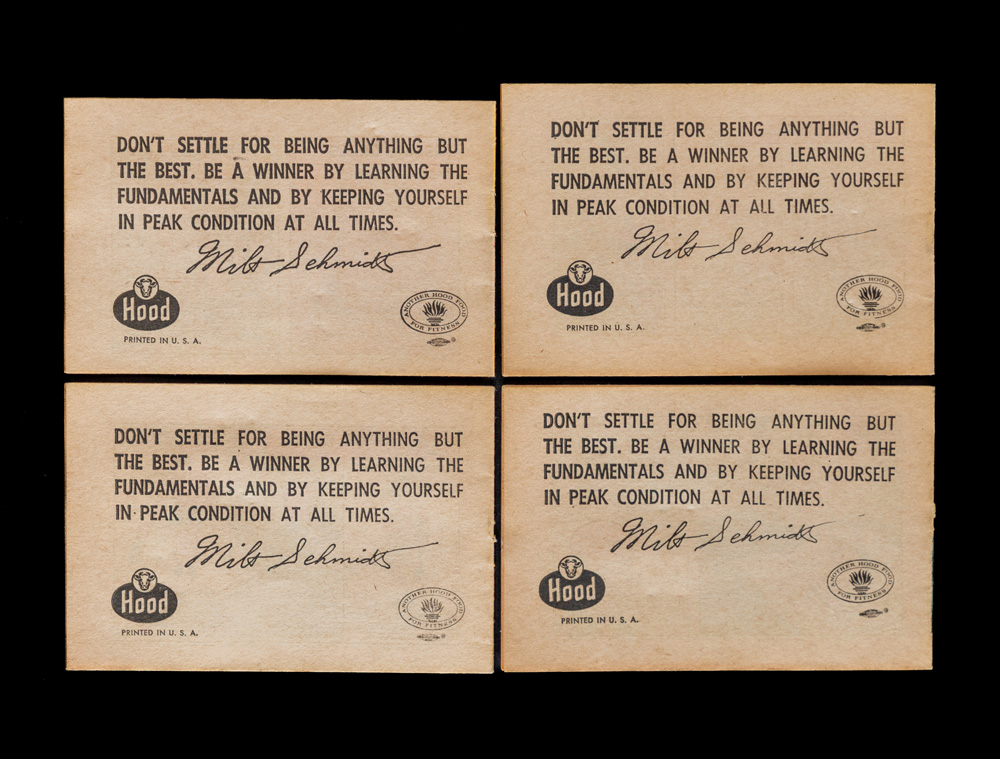 DON'T SETTLE FOR BEING ANYTHING BUT
THE BEST. BE A WINNER BY LEARNING THE
FUNDAMENTALS AND BY KEEPING YOURSELF
IN PEAK CONDITION AT ALL TIMES.
Milt Schmidt
Hood
PRINTED IN U. S. A.
ANOTHER HOOD FOOD
FOR FITNESS
®
DON'T SETTLE FOR BEING ANYTHING BUT
THE BEST. BE A WINNER BY LEARNING THE
FUNDAMENTALS AND BY KEEPING YOURSELF
IN PEAK CONDITION AT ALL TIMES.
Milt Schmidt
Hood
PRINTED IN U. S. A.
ANOTHER HOOD FOOD
FOR FITNESS
®
DON'T SETTLE FOR BEING ANYTHING BUT
THE BEST. BE A WINNER BY LEARNING THE
FUNDAMENTALS AND BY KEEPING YOURSELF
IN PEAK CONDITION AT ALL TIMES.
Milt Schmidt
Hood
PRINTED IN U. S. A.
ANOTHER HOOD FOOD
FOR FITNESS
®
DON'T SETTLE FOR BEING ANYTHING BUT
THE BEST. BE A WINNER BY LEARNING THE
FUNDAMENTALS AND BY KEEPING YOURSELF
IN PEAK CONDITION AT ALL TIMES.
Milt Schmidt
Hood
PRINTED IN U. S. A.
ANOTHER HOOD FOOD
FOR FITNESS
®